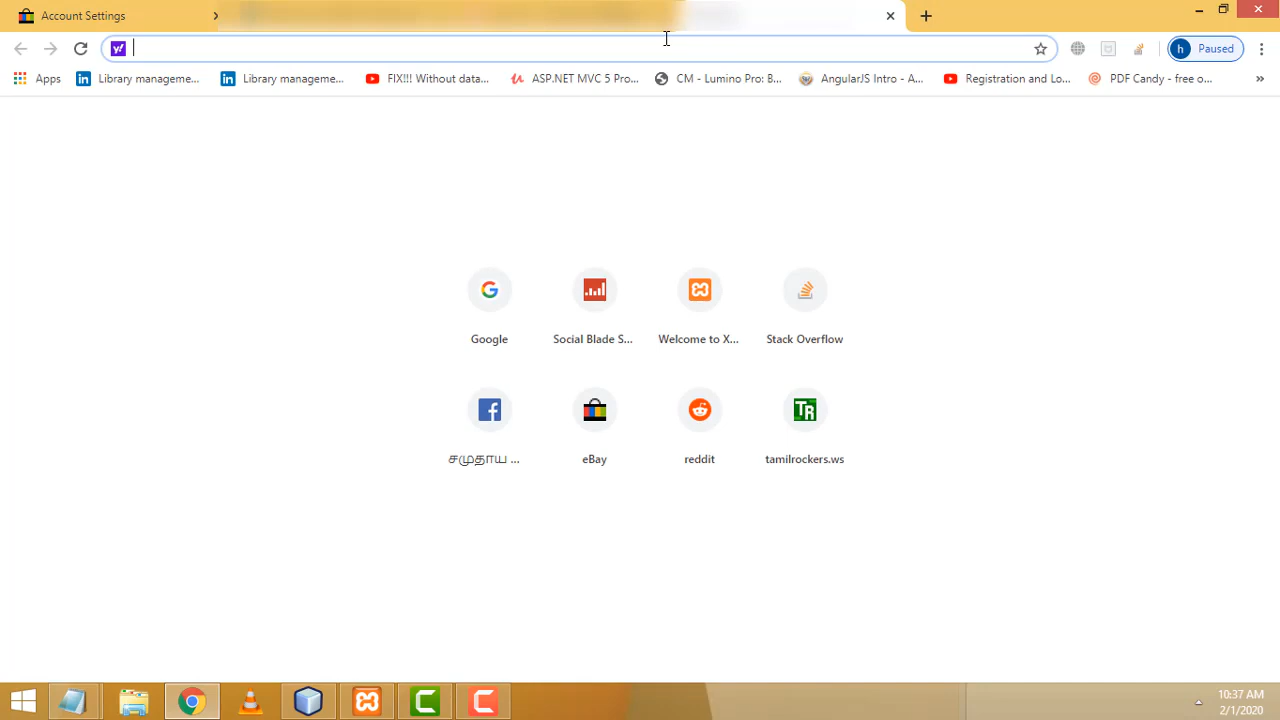 Account Settings
y!
h Paused
Apps
Library manageme...
Library manageme...
FIX!!! Without data...
ASP.NET MVC 5 Pro...
CM - Lumino Pro: B...
AngularJS Intro - A...
Registration and Lo...
PDF Candy - free o...
»
Google
Social Blade S...
Welcome to X...
Stack Overflow
TR
சமுதாய ...
eBay
reddit
tamilrockers.ws
10:37 AM
2/1/2020